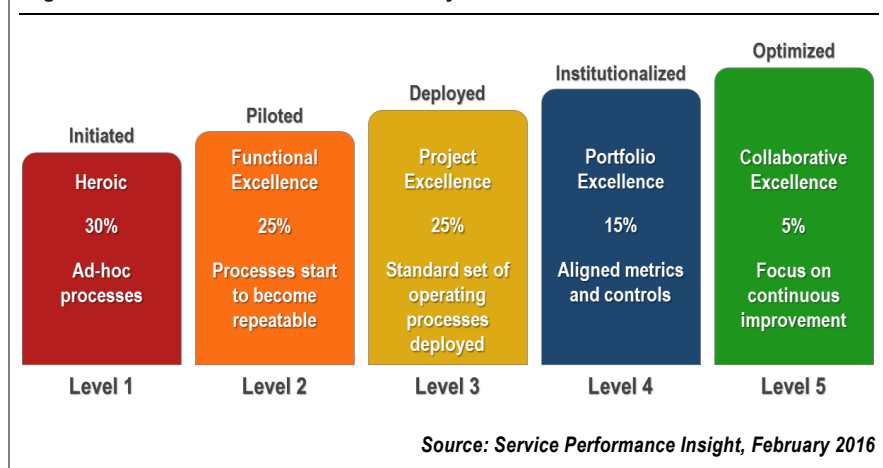 Optimized
Institutionalized
Deployed
Piloted
Initiated
Heroic
30%
Ad-hoc
processes
Functional
Excellence
25%
Processes start
to become
repeatable
Project
Excellence
25%
Standard set of
operating
processes
deployed
Portfolio
Excellence
15%
Aligned metrics
and controls
Collaborative
Excellence
5%
Focus on
continuous
improvement
Level 1
Level 2
Level 3
Level 4
Level 5
Source: Service Performance Insight, February 2016